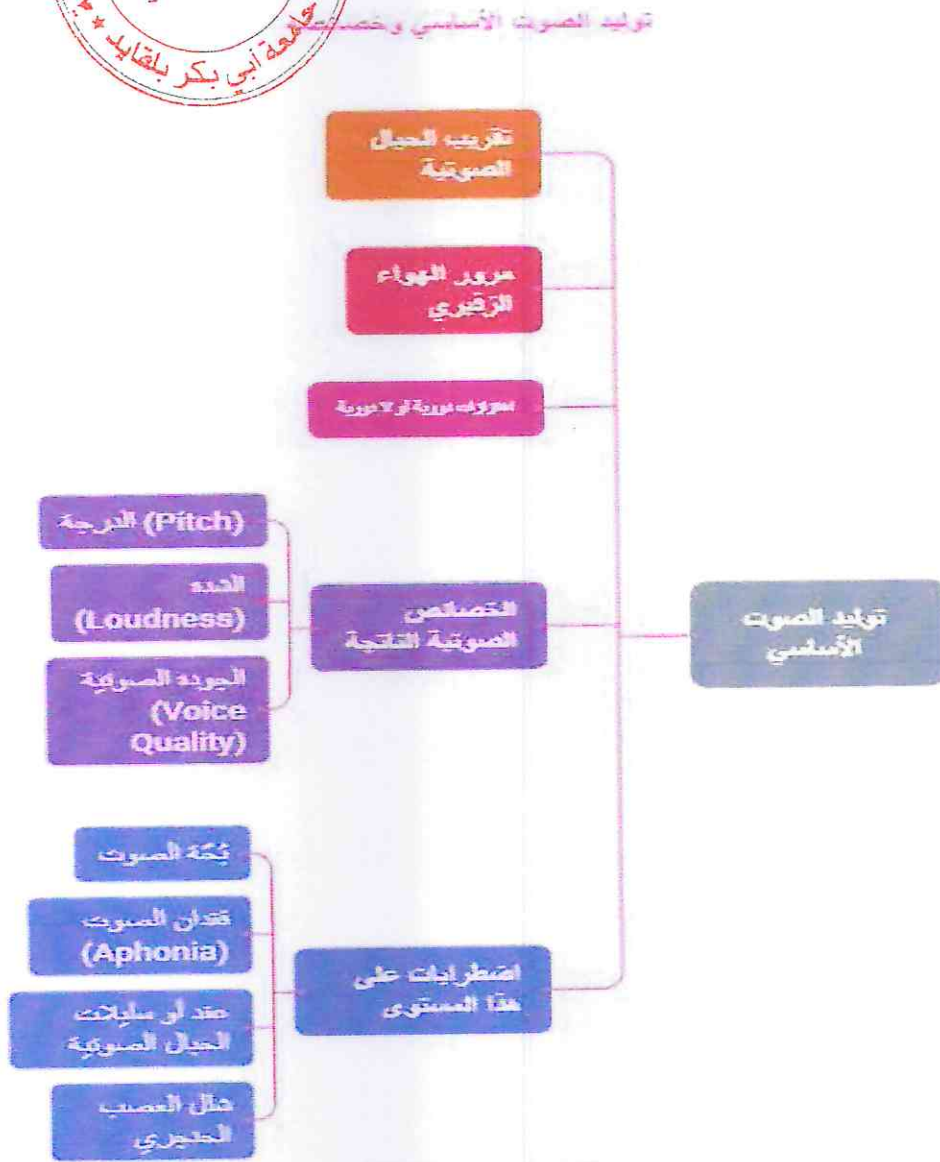 جامعة أبي بكر بلقايد
توليد الصوت الأساسي وخصائصه
تقريب الحبال
الصوتية
مرور الهواء
الزفيري
اهتزازات دورية أو لا دورية
توليد الصوت
الأساسي
الخصائص
الصوتية الناتجة
(Pitch) الدرجة
الشدة
(Loudness)
الجودة الصوتية
(Voice
Quality)
اضطرابات على
هذا المستوى
بُحّة الصوت
فقدان الصوت
(Aphonia)
عقد أو سليلات
الحبال الصوتية
شلل العصب
الحنجري